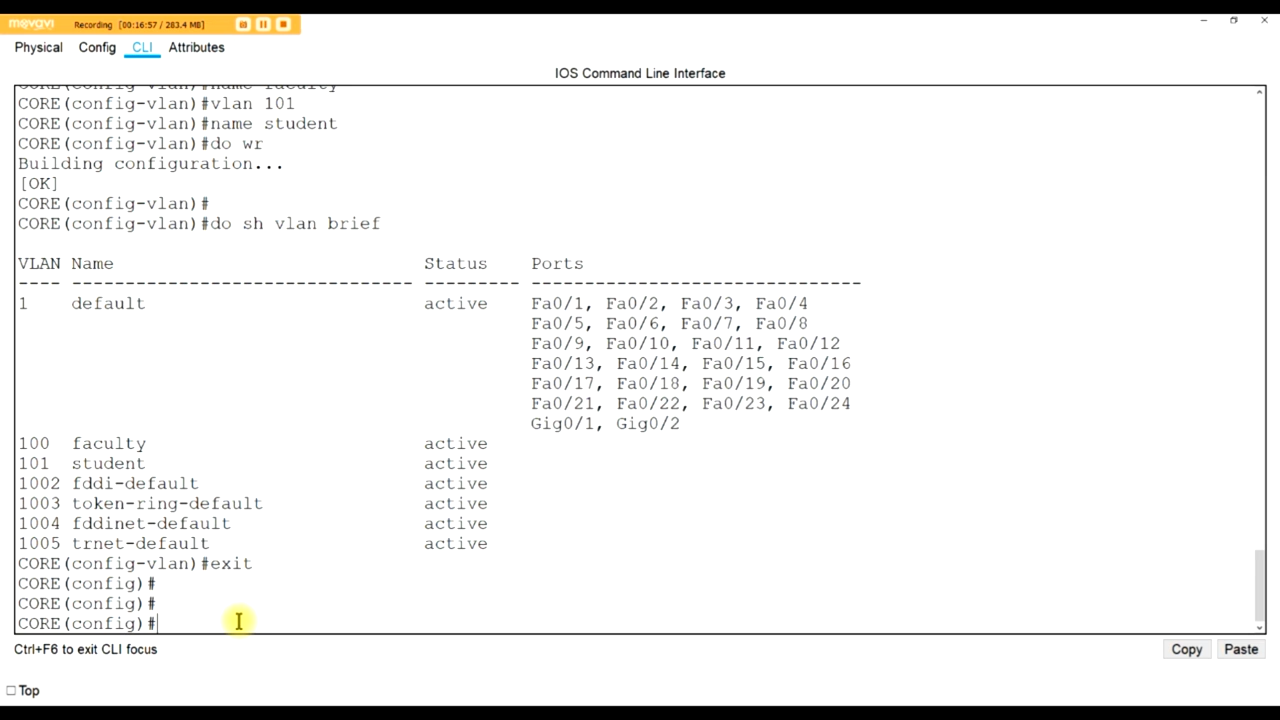 movavi Recording [00:16:57 / 283.4 MB]
Physical Config CLI Attributes
IOS Command Line Interface
CORE(config-vlan)#name faculty
CORE(config-vlan)#vlan 101
CORE(config-vlan)#name student
CORE(config-vlan)#do wr
Building configuration...
[OK]
CORE(config-vlan)#
CORE(config-vlan)#do sh vlan brief
VLAN Name Status Ports
---- -------------------------------- --------- -------------------------------
1 default active Fa0/1, Fa0/2, Fa0/3, Fa0/4
Fa0/5, Fa0/6, Fa0/7, Fa0/8
Fa0/9, Fa0/10, Fa0/11, Fa0/12
Fa0/13, Fa0/14, Fa0/15, Fa0/16
Fa0/17, Fa0/18, Fa0/19, Fa0/20
Fa0/21, Fa0/22, Fa0/23, Fa0/24
Gig0/1, Gig0/2
100 faculty active
101 student active
1002 fddi-default active
1003 token-ring-default active
1004 fddinet-default active
1005 trnet-default active
CORE(config-vlan)#exit
CORE(config)#
CORE(config)#
CORE(config)#
Ctrl+F6 to exit CLI focus
Copy Paste
Top